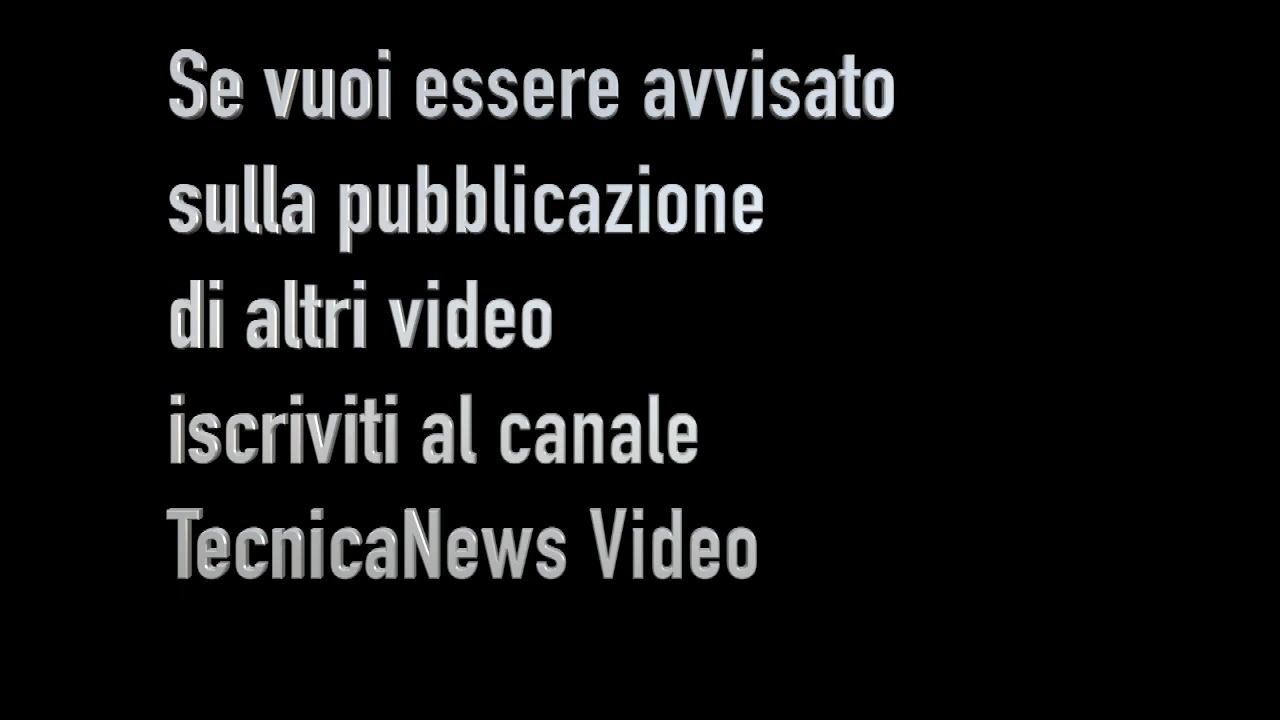 Se vuoi essere avvisato
sulla pubblicazione
di altri video
iscriviti al canale
TecnicaNews Video